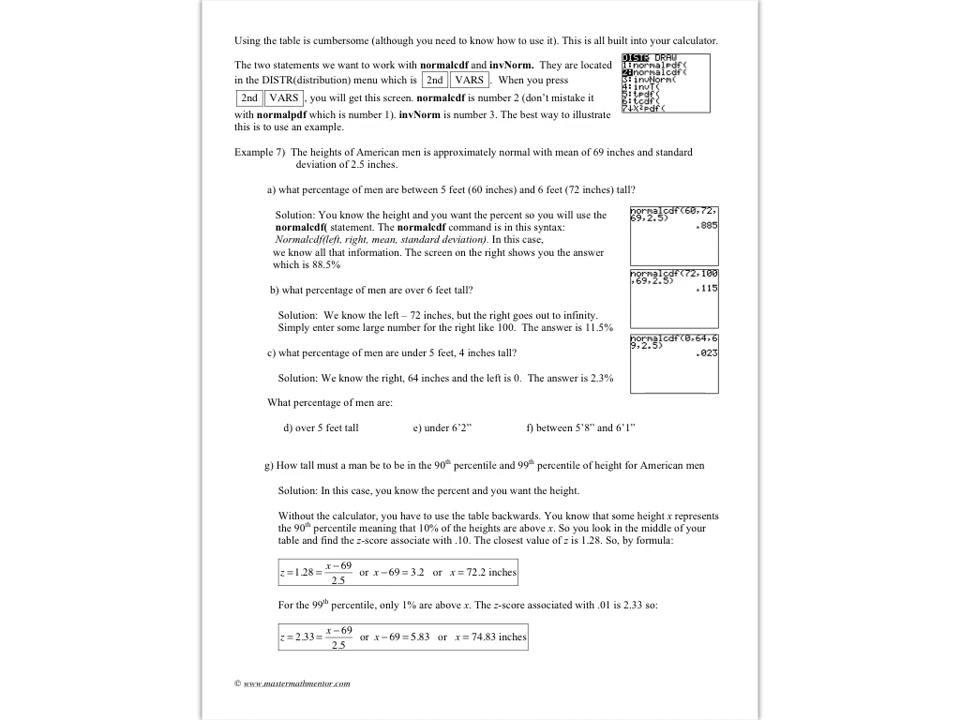 Using the table is cumbersome (although you need to know how to use it). This is all built into your calculator.
The two statements we want to work with normalcdf and invNorm. They are located
in the DISTR(distribution) menu which is 2nd VARS . When you press
2nd VARS , you will get this screen. normalcdf is number 2 (don't mistake it
with normalpdf which is number 1). invNorm is number 3. The best way to illustrate
this is to use an example.
DISTR DRAW
1:normalpdf(
2:normalcdf(
3:invNorm(
4:invT(
5:tpdf(
6:tcdf(
7↓χ²pdf(
Example 7) The heights of American men is approximately normal with mean of 69 inches and standard
deviation of 2.5 inches.
a) what percentage of men are between 5 feet (60 inches) and 6 feet (72 inches) tall?
Solution: You know the height and you want the percent so you will use the
normalcdf( statement. The normalcdf command is in this syntax:
Normalcdf(left, right, mean, standard deviation). In this case,
we know all that information. The screen on the right shows you the answer
which is 88.5%
normalcdf(60,72,
69,2.5)
.885
b) what percentage of men are over 6 feet tall?
Solution: We know the left – 72 inches, but the right goes out to infinity.
Simply enter some large number for the right like 100. The answer is 11.5%
normalcdf(72,100
,69,2.5)
.115
c) what percentage of men are under 5 feet, 4 inches tall?
Solution: We know the right, 64 inches and the left is 0. The answer is 2.3%
normalcdf(0,64,6
9,2.5)
.023
What percentage of men are:
d) over 5 feet tall e) under 6'2" f) between 5'8" and 6'1"
g) How tall must a man be to be in the 90th percentile and 99th percentile of height for American men
Solution: In this case, you know the percent and you want the height.
Without the calculator, you have to use the table backwards. You know that some height x represents
the 90th percentile meaning that 10% of the heights are above x. So you look in the middle of your
table and find the z-score associate with .10. The closest value of z is 1.28. So, by formula:
z = 1.28 = (x − 69)/2.5 or x − 69 = 3.2 or x = 72.2 inches
For the 99th percentile, only 1% are above x. The z-score associated with .01 is 2.33 so:
z = 2.33 = (x − 69)/2.5 or x − 69 = 5.83 or x = 74.83 inches
© www.mastermathmentor.com